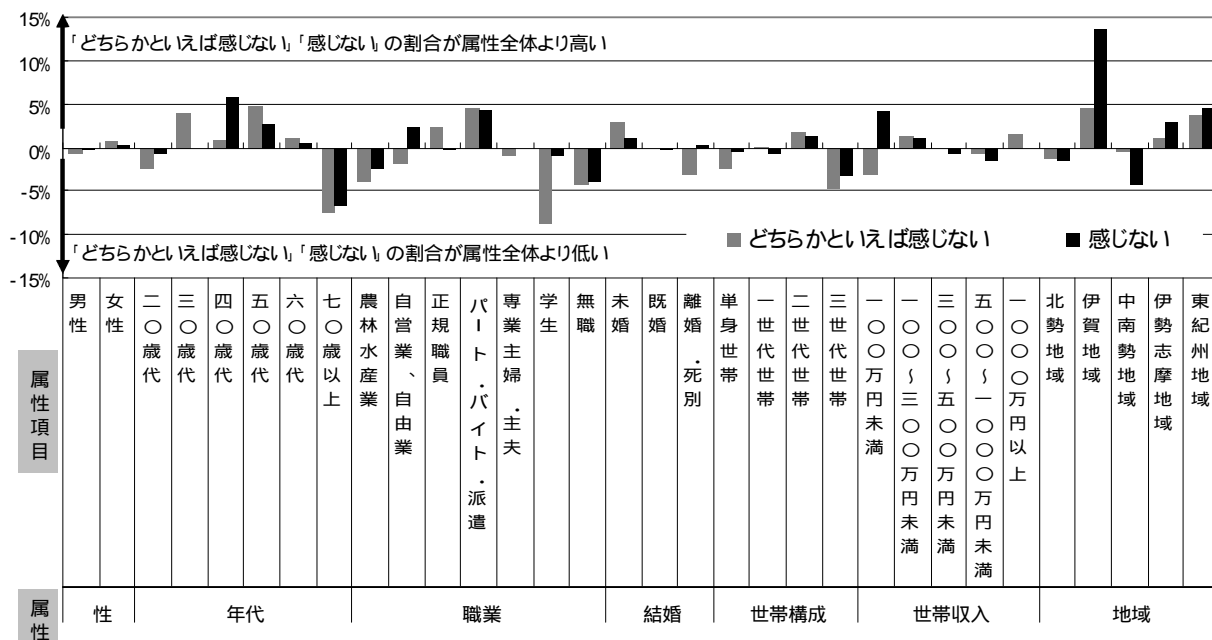 15%
「どちらかといえば感じない」「感じない」の割合が属性全体より高い
10%
5%
0%
-5%
-10%
「どちらかといえば感じない」「感じない」の割合が属性全体より低い
-15%
どちらかといえば感じない
感じない
属性項目
男性
女性
二〇歳代
三〇歳代
四〇歳代
五〇歳代
六〇歳代
七〇歳以上
農林水産業
自営業、自由業
正規職員
パート・バイト・派遣
専業主婦・主夫
学生
無職
未婚
既婚
離婚・死別
単身世帯
一世代世帯
二世代世帯
三世代世帯
一〇〇万円未満
一〇〇～三〇〇万円未満
三〇〇～五〇〇万円未満
五〇〇～一〇〇〇万円未満
一〇〇〇万円以上
北勢地域
伊賀地域
中南勢地域
伊勢志摩地域
東紀州地域
属性
性
年代
職業
結婚
世帯構成
世帯収入
地域